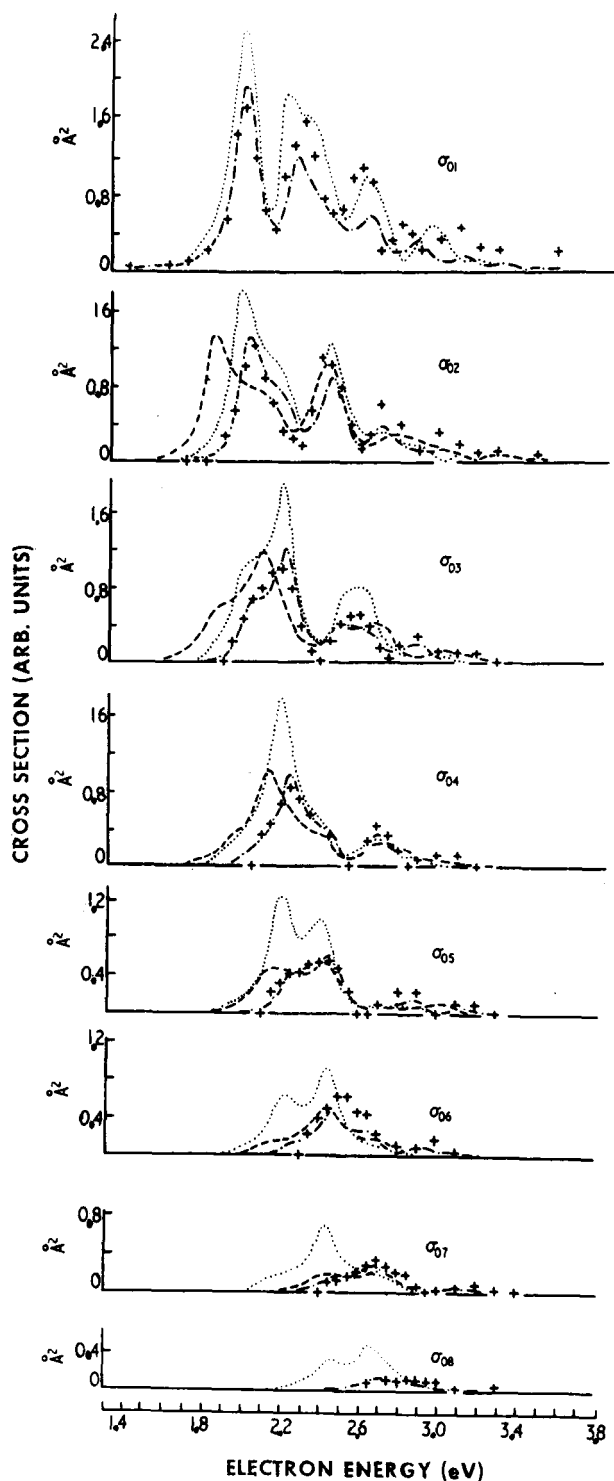 2.4
1.6
0.8
0
Å²
σ01
1.6
0.8
0
Å²
σ02
1.6
0.8
0
Å²
σ03
1.6
0.8
0
Å²
σ04
1.2
0.4
Å²
σ05
1.2
0.4
Å²
σ06
0.8
0
Å²
σ07
0.4
0
Å²
σ08
CROSS SECTION (ARB. UNITS)
1.4 1.8 2.2 2.6 3.0 3.4 3.8
ELECTRON ENERGY (eV)